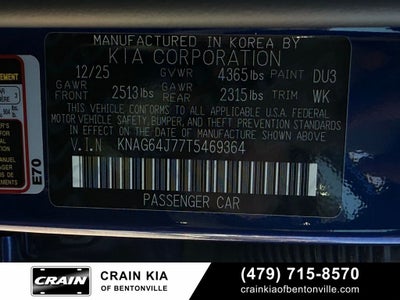 MANUFACTURED IN KOREA BY
KIA CORPORATION
12/25 GVWR 4365 lbs PAINT DU3
GAWR FRONT 2513 lbs GAWR REAR 2315 lbs TRIM WK
THIS VEHICLE CONFORMS TO ALL APPLICABLE U.S.A. FEDERAL
MOTOR VEHICLE SAFETY, BUMPER, AND THEFT PREVENTION STANDARDS
IN EFFECT ON THE DATE OF MANUFACTURE SHOWN ABOVE.
V.I.N KNAG64J77T5469364
PASSENGER CAR
E70
CRAIN
CRAIN KIA
OF BENTONVILLE
(479) 715-8570
crainkiaofbentonville.com